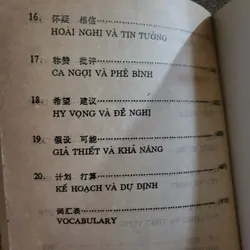 16. 怀疑 相信
HOÀI NGHI VÀ TIN TƯỞNG
17. 称赞 批评
CA NGỢI VÀ PHÊ BÌNH
18. 希望 建议
HY VỌNG VÀ ĐỀ NGHỊ
19. 假设 可能
GIẢ THIẾT VÀ KHẢ NĂNG
20. 计划 打算
KẾ HOẠCH VÀ DỰ ĐỊNH
词汇表
VOCABULARY